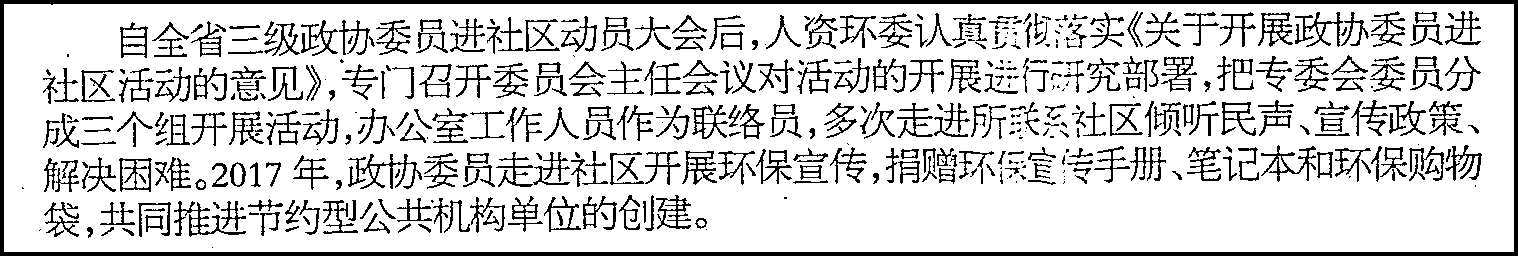 自全省三级政协委员进社区动员大会后,人资环委认真贯彻落实《关于开展政协委员进
社区活动的意见》,专门召开委员会主任会议对活动的开展进行研究部署,把专委会委员分
成三个组开展活动,办公室工作人员作为联络员,多次走进所联系社区倾听民声、宣传政策、
解决困难。2017年,政协委员走进社区开展环保宣传,捐赠环保宣传手册、笔记本和环保购物
袋,共同推进节约型公共机构单位的创建。